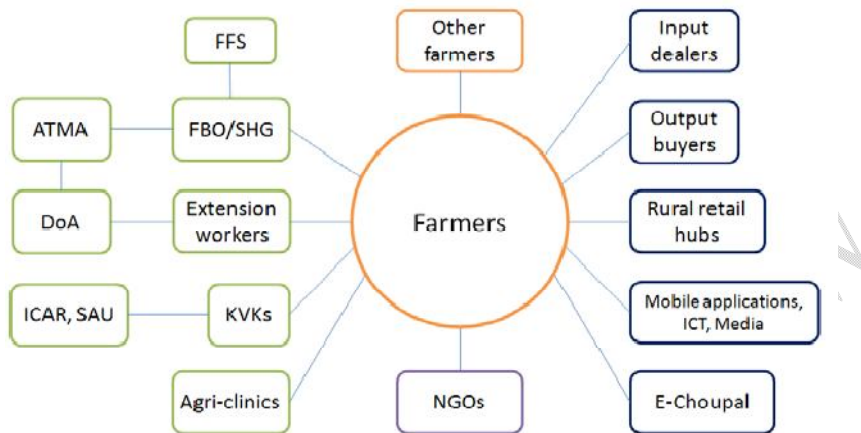 FFS
Other
farmers
Input
dealers
ATMA
FBO/SHG
Output
buyers
DoA
Extension
workers
Farmers
Rural retail
hubs
ICAR, SAU
KVKs
Mobile applications,
ICT, Media
Agri-clinics
NGOs
E-Choupal